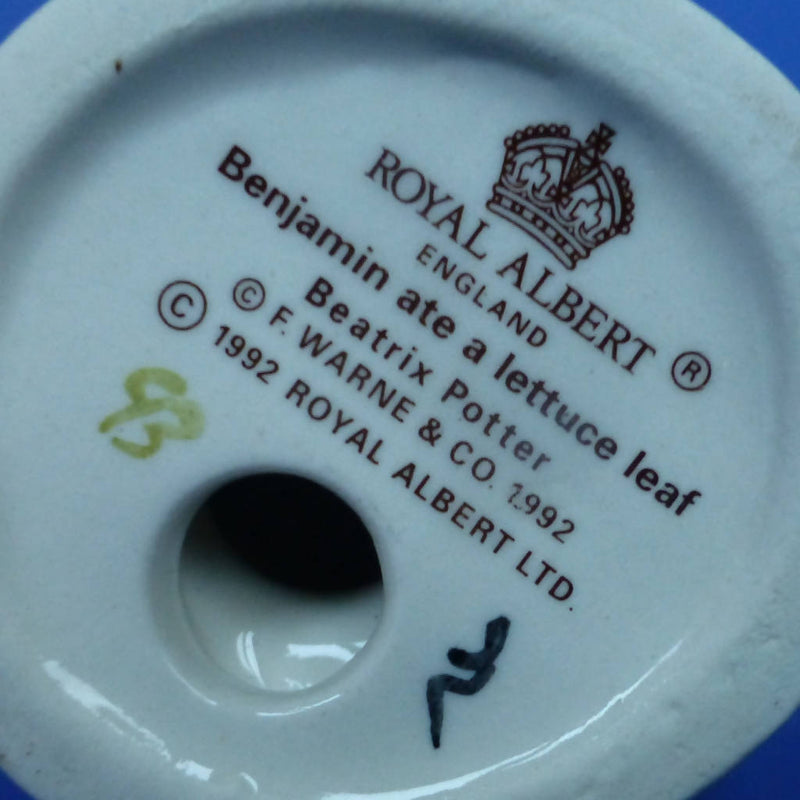 ROYAL ALBERT ®
ENGLAND
Benjamin ate a lettuce leaf
Beatrix Potter
© F. WARNE & CO. 1992
© 1992 ROYAL ALBERT LTD.